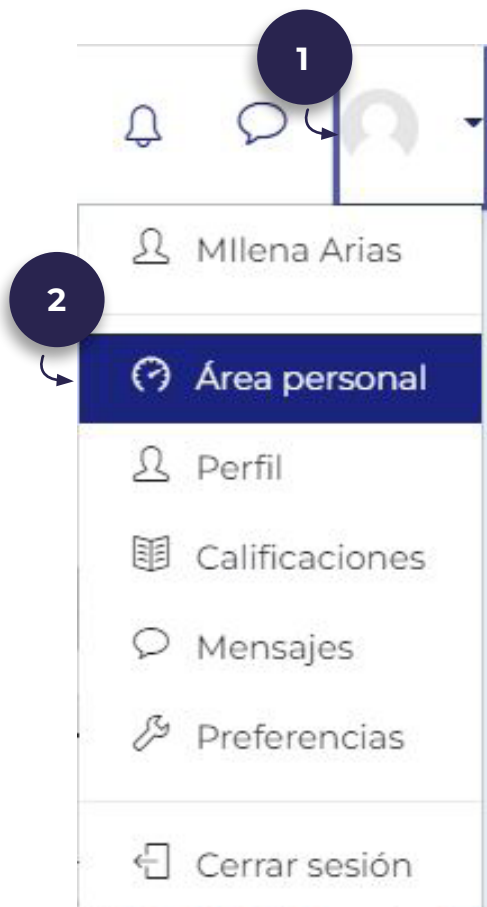 1
MIlena Arias
2
Área personal
Perfil
Calificaciones
Mensajes
Preferencias
Cerrar sesión